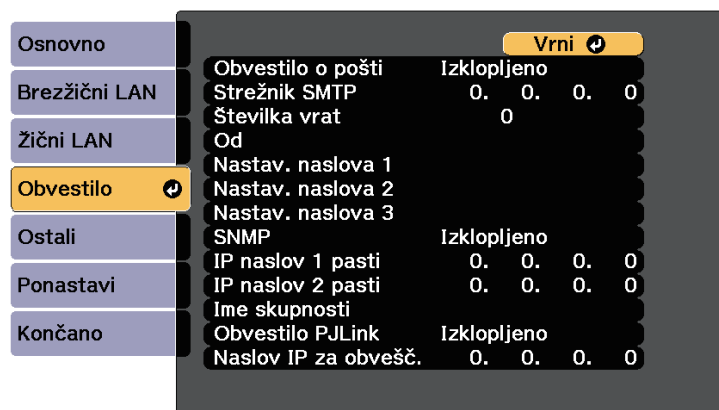 Osnovno
Brezžični LAN
Žični LAN
Obvestilo
Ostali
Ponastavi
Končano
Vrni
Obvestilo o pošti Izklopljeno
Strežnik SMTP 0. 0. 0. 0
Številka vrat 0
Od
Nastav. naslova 1
Nastav. naslova 2
Nastav. naslova 3
SNMP Izklopljeno
IP naslov 1 pasti 0. 0. 0. 0
IP naslov 2 pasti 0. 0. 0. 0
Ime skupnosti
Obvestilo PJLink Izklopljeno
Naslov IP za obvešč. 0. 0. 0. 0